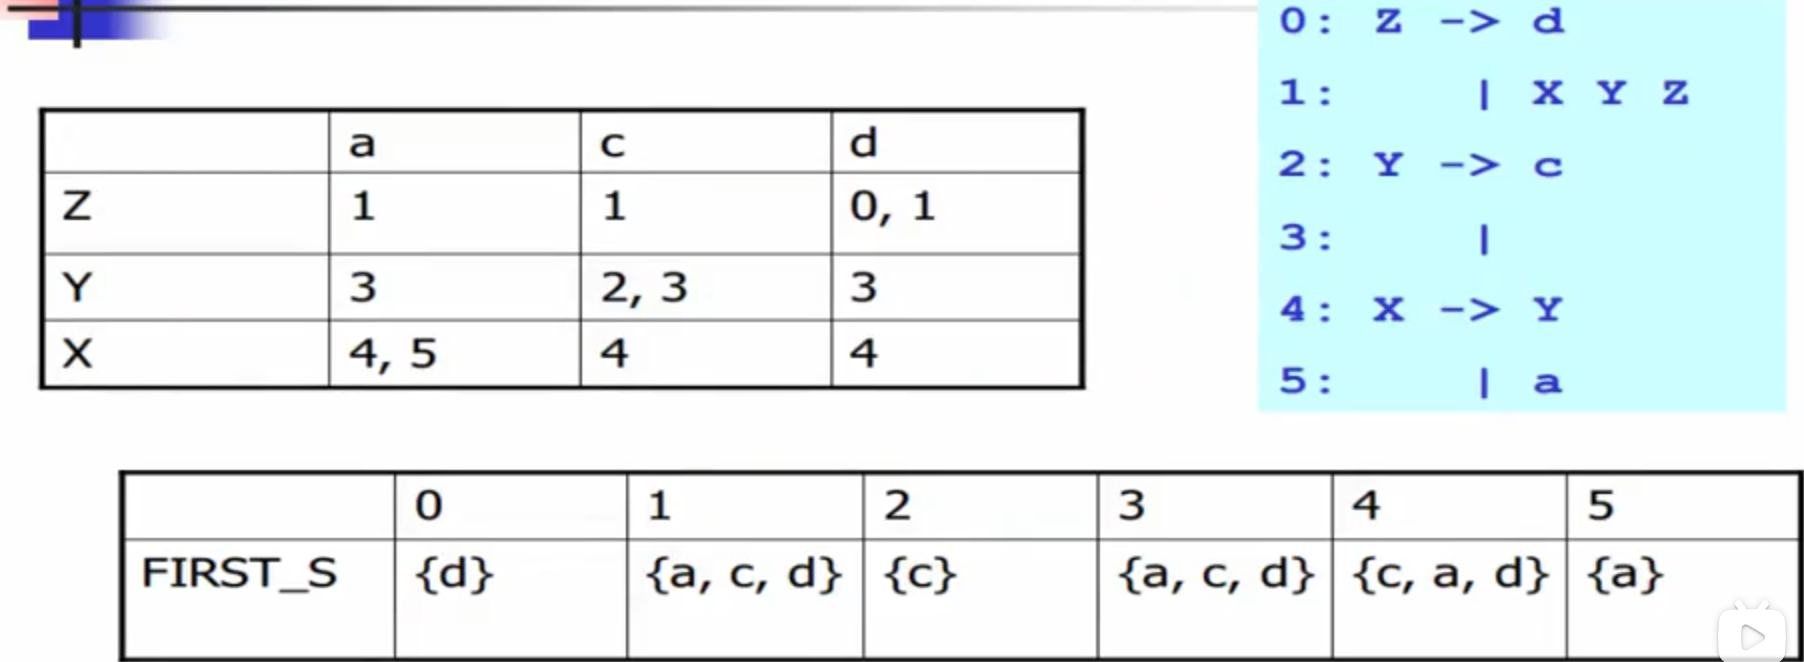 0: Z -> d
1: | X Y Z
2: Y -> c
3: |
4: X -> Y
5: | a
a c d
Z 1 1 0, 1
Y 3 2, 3 3
X 4, 5 4 4
0 1 2 3 4 5
FIRST_S {d} {a, c, d} {c} {a, c, d} {c, a, d} {a}